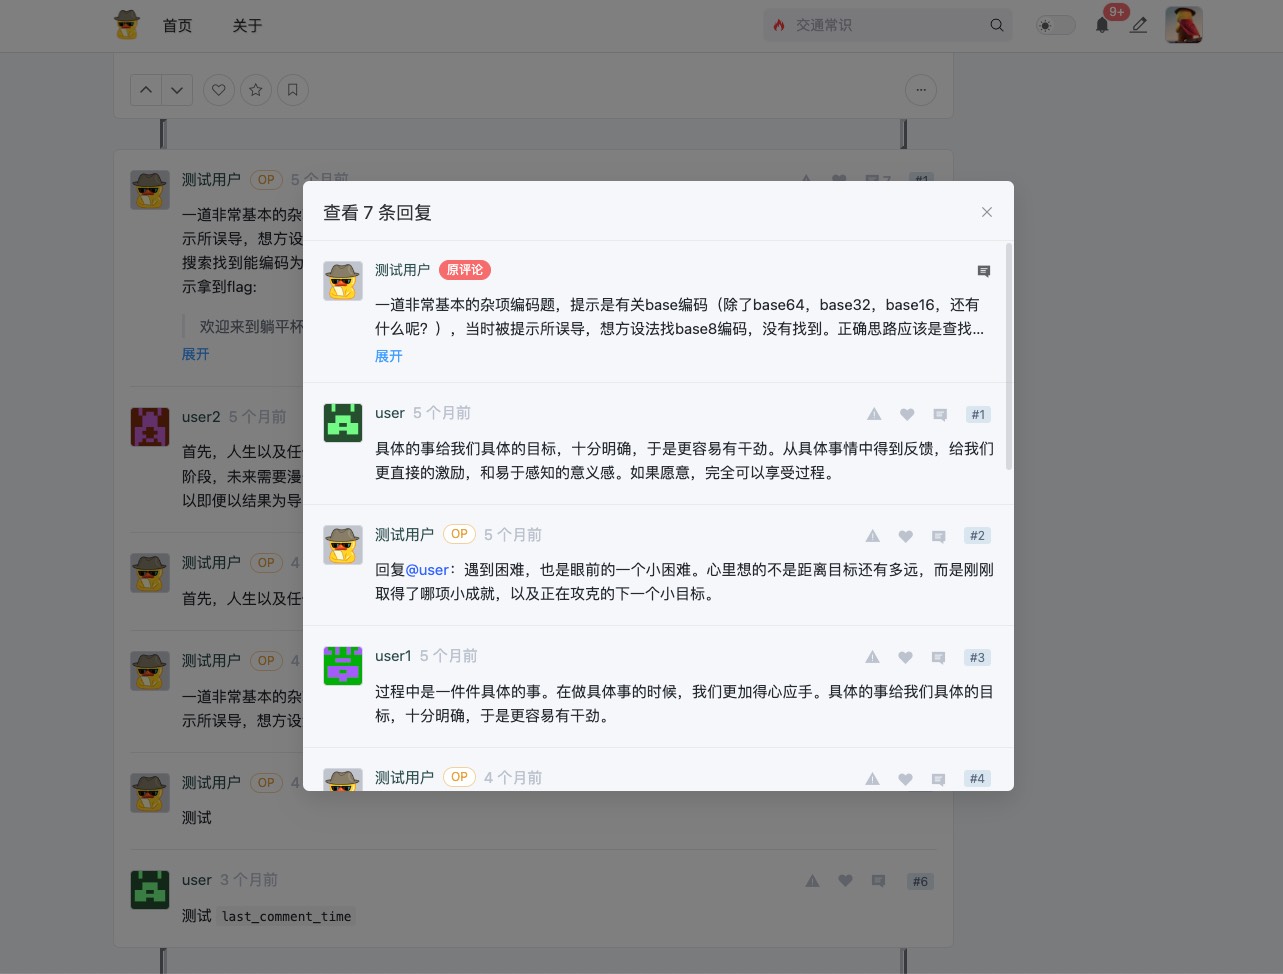 首页 关于 交通常识 9+
测试用户 OP 5 个月前 7 #1
一道非常基本的杂
示所误导，想方设
搜索找到能编码为
示拿到flag:
欢迎来到躺平杯
展开
user2 5 个月前
首先，人生以及任
阶段，未来需要漫
以即便以结果为导
测试用户 OP 4
首先，人生以及任
测试用户 OP 4
一道非常基本的杂
示所误导，想方设
测试用户 OP 4
测试
user 3 个月前 #6
测试 last_comment_time
查看 7 条回复
测试用户 原评论
一道非常基本的杂项编码题，提示是有关base编码（除了base64，base32，base16，还有
什么呢？），当时被提示所误导，想方设法找base8编码，没有找到。正确思路应该是查找...
展开
user 5 个月前 #1
具体的事给我们具体的目标，十分明确，于是更容易有干劲。从具体事情中得到反馈，给我们
更直接的激励，和易于感知的意义感。如果愿意，完全可以享受过程。
测试用户 OP 5 个月前 #2
回复@user：遇到困难，也是眼前的一个小困难。心里想的不是距离目标还有多远，而是刚刚
取得了哪项小成就，以及正在攻克的下一个小目标。
user1 5 个月前 #3
过程中是一件件具体的事。在做具体事的时候，我们更加得心应手。具体的事给我们具体的目
标，十分明确，于是更容易有干劲。
测试用户 OP 4 个月前 #4